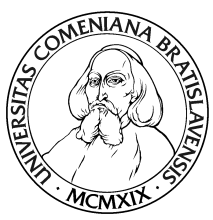 UNIVERSITAS COMENIANA BRATISLAVENSIS
· MCMXIX ·